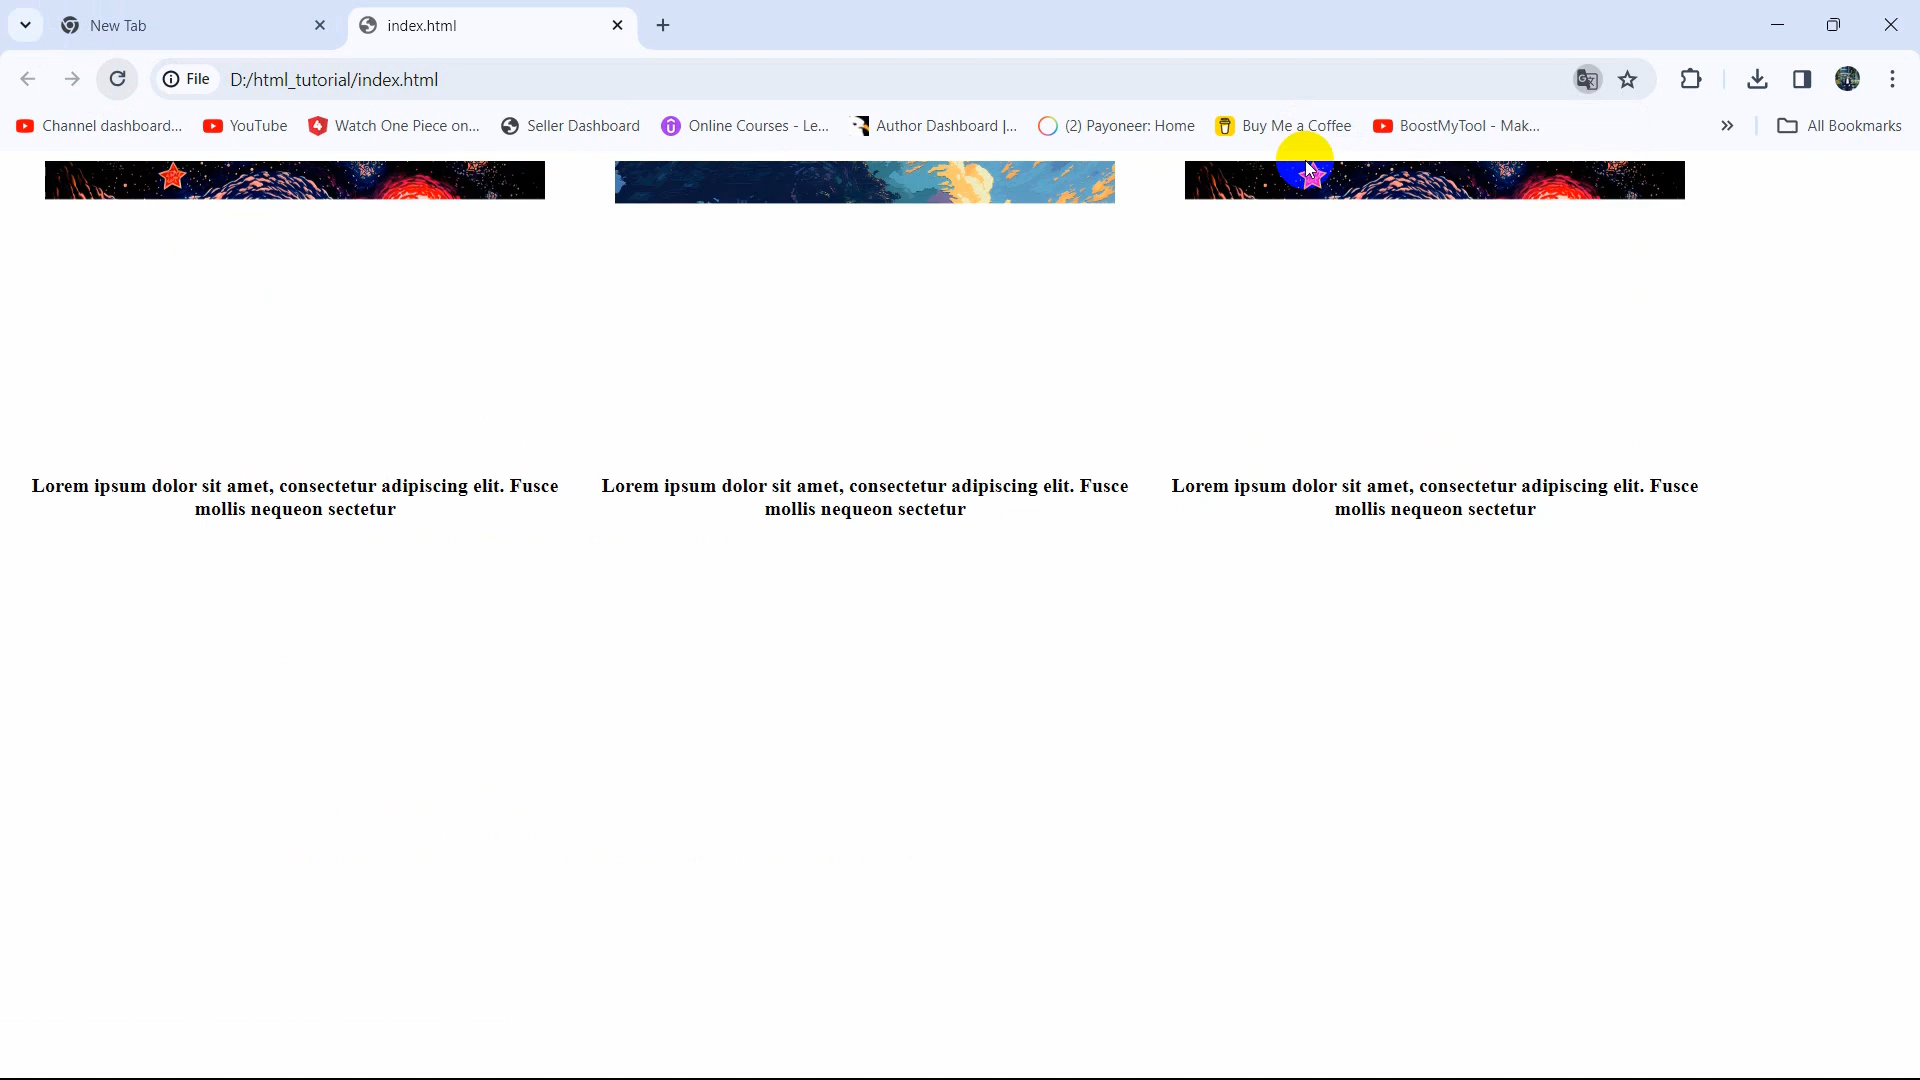 New Tab
index.html
File
D:/html_tutorial/index.html
Channel dashboard...
YouTube
Watch One Piece on...
Seller Dashboard
Online Courses - Le...
Author Dashboard |...
(2) Payoneer: Home
Buy Me a Coffee
BoostMyTool - Mak...
All Bookmarks
Lorem ipsum dolor sit amet, consectetur adipiscing elit. Fusce
mollis nequeon sectetur
Lorem ipsum dolor sit amet, consectetur adipiscing elit. Fusce
mollis nequeon sectetur
Lorem ipsum dolor sit amet, consectetur adipiscing elit. Fusce
mollis nequeon sectetur